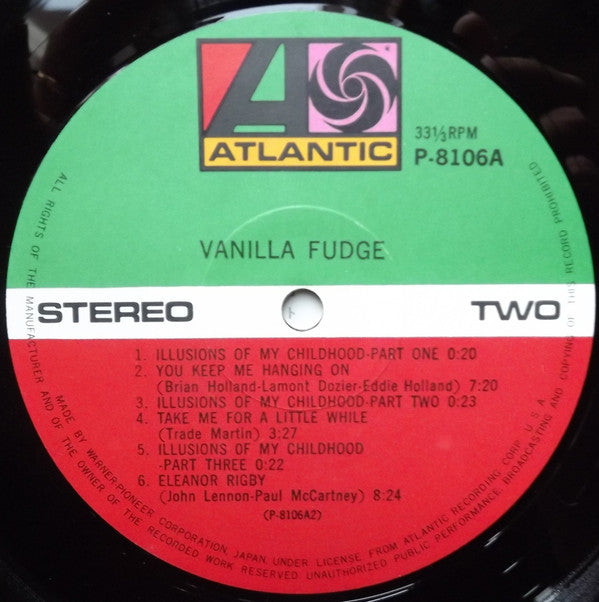 ATLANTIC
33⅓ RPM
P-8106A
VANILLA FUDGE
STEREO
TWO
1. ILLUSIONS OF MY CHILDHOOD-PART ONE 0:20
2. YOU KEEP ME HANGING ON
(Brian Holland-Lamont Dozier-Eddie Holland) 7:20
3. ILLUSIONS OF MY CHILDHOOD-PART TWO 0:23
4. TAKE ME FOR A LITTLE WHILE
(Trade Martin) 3:27
5. ILLUSIONS OF MY CHILDHOOD
-PART THREE 0:22
6. ELEANOR RIGBY
(John Lennon-Paul McCartney) 8:24
(P-8106A2)
MADE BY WARNER-PIONEER CORPORATION, JAPAN, UNDER LICENSE FROM ATLANTIC RECORDING CORP. U.S.A.
ALL RIGHTS OF THE MANUFACTURER AND OF THE OWNER OF THE RECORDED WORK RESERVED. UNAUTHORIZED PUBLIC PERFORMANCE, BROADCASTING AND COPYING OF THIS RECORD PROHIBITED